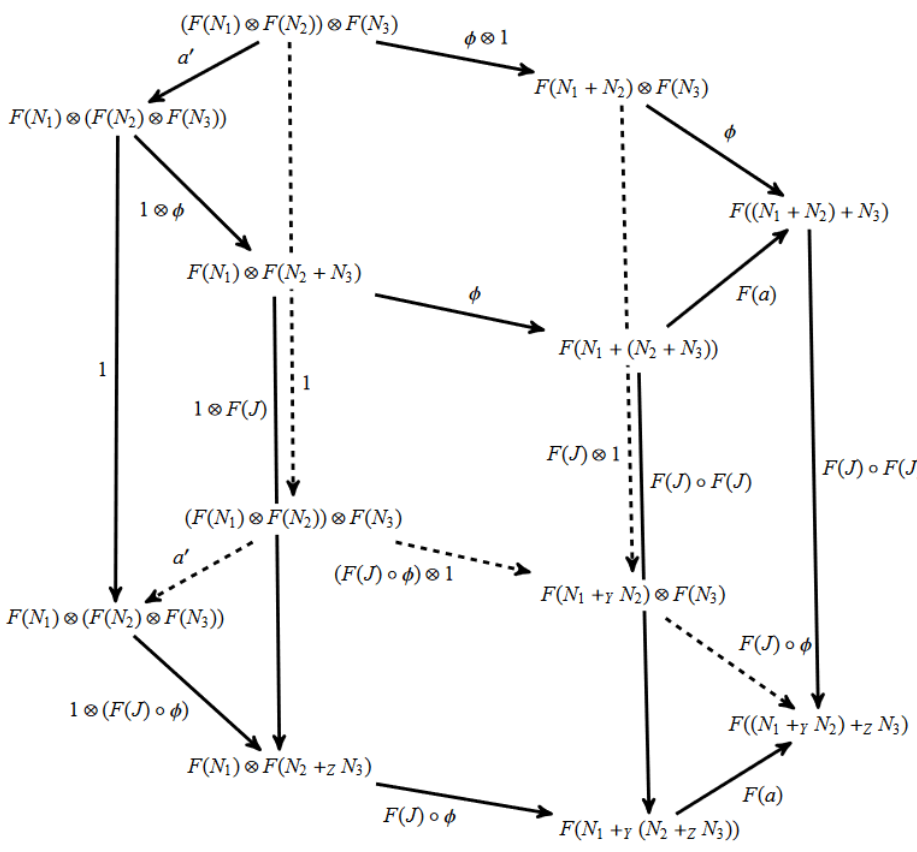 (F(N₁) ⊗ F(N₂)) ⊗ F(N₃)
a′
ϕ ⊗ 1
F(N₁ + N₂) ⊗ F(N₃)
F(N₁) ⊗ (F(N₂) ⊗ F(N₃))
ϕ
1 ⊗ ϕ
F((N₁ + N₂) + N₃)
F(N₁) ⊗ F(N₂ + N₃)
ϕ
F(a)
F(N₁ + (N₂ + N₃))
1
1
1 ⊗ F(J)
F(J) ⊗ 1
F(J) ∘ F(J)
F(J) ∘ F(J
(F(N₁) ⊗ F(N₂)) ⊗ F(N₃)
a′
(F(J) ∘ ϕ) ⊗ 1
F(N₁ +_Y N₂) ⊗ F(N₃)
F(N₁) ⊗ (F(N₂) ⊗ F(N₃))
F(J) ∘ ϕ
1 ⊗ (F(J) ∘ ϕ)
F((N₁ +_Y N₂) +_Z N₃)
F(N₁) ⊗ F(N₂ +_Z N₃)
F(a)
F(J) ∘ ϕ
F(N₁ +_Y (N₂ +_Z N₃))